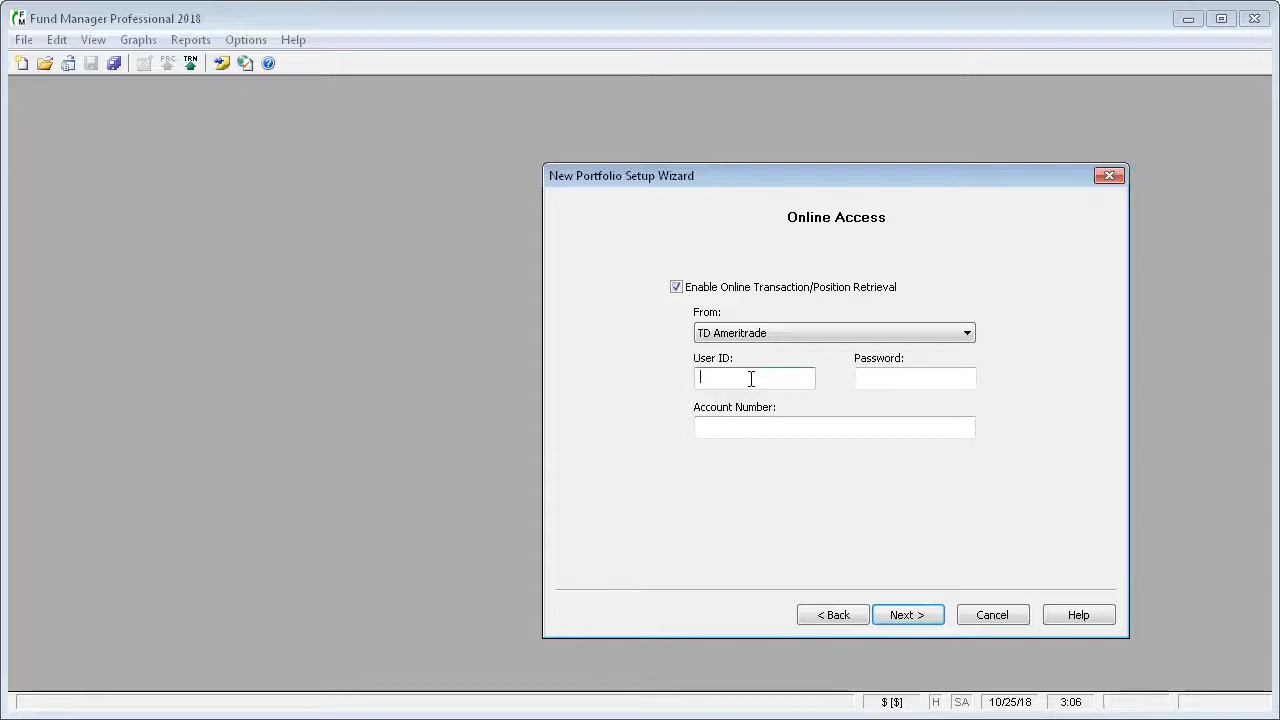 Fund Manager Professional 2018
File Edit View Graphs Reports Options Help
PRC TRN
New Portfolio Setup Wizard
Online Access
Enable Online Transaction/Position Retrieval
From:
TD Ameritrade
User ID: Password:
Account Number:
< Back Next > Cancel Help
$ [$] H SA 10/25/18 3:06